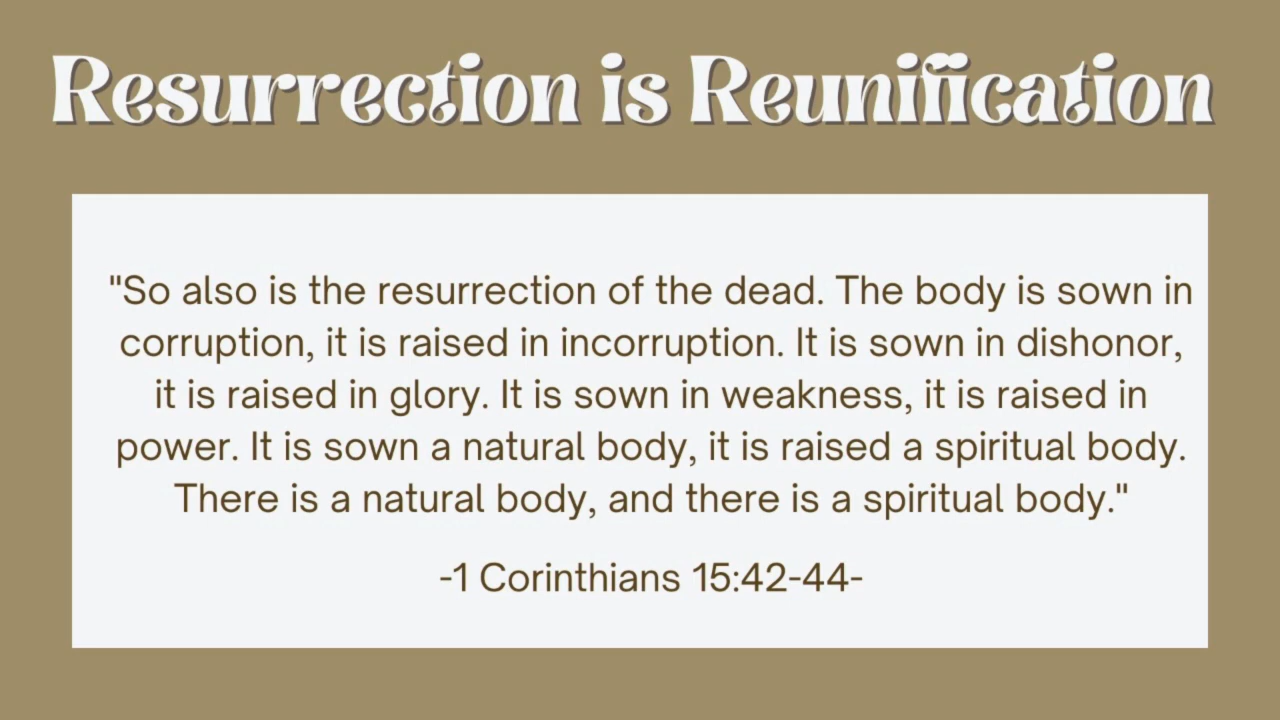 Resurrection is Reunification
"So also is the resurrection of the dead. The body is sown in
corruption, it is raised in incorruption. It is sown in dishonor,
it is raised in glory. It is sown in weakness, it is raised in
power. It is sown a natural body, it is raised a spiritual body.
There is a natural body, and there is a spiritual body."
-1 Corinthians 15:42-44-